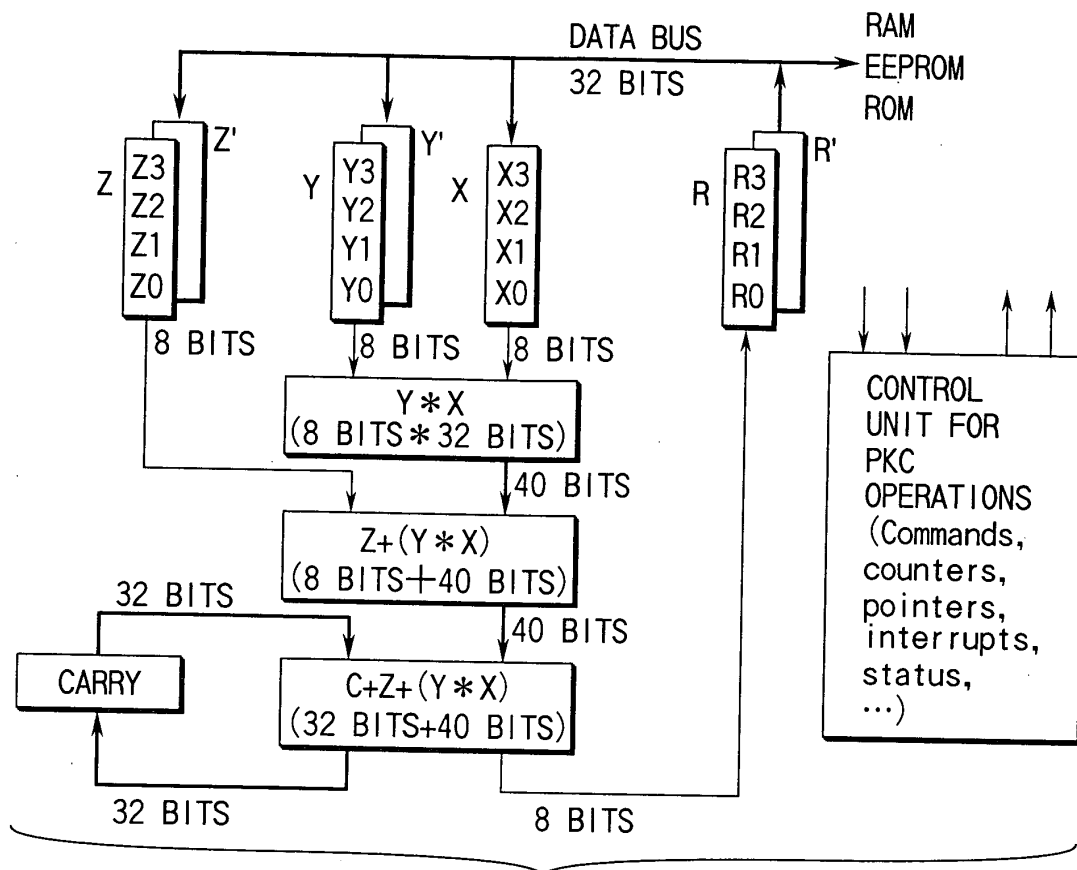 DATA BUS
32 BITS
RAM
EEPROM
ROM
Z
Z'
Z3
Z2
Z1
Z0
Y
Y'
Y3
Y2
Y1
Y0
X
X3
X2
X1
X0
R
R'
R3
R2
R1
R0
8 BITS
8 BITS
8 BITS
Y*X
(8 BITS*32 BITS)
40 BITS
Z+(Y*X)
(8 BITS+40 BITS)
32 BITS
40 BITS
CARRY
C+Z+(Y*X)
(32 BITS+40 BITS)
32 BITS
8 BITS
CONTROL
UNIT FOR
PKC
OPERATIONS
(Commands,
counters,
pointers,
interrupts,
status,
...)